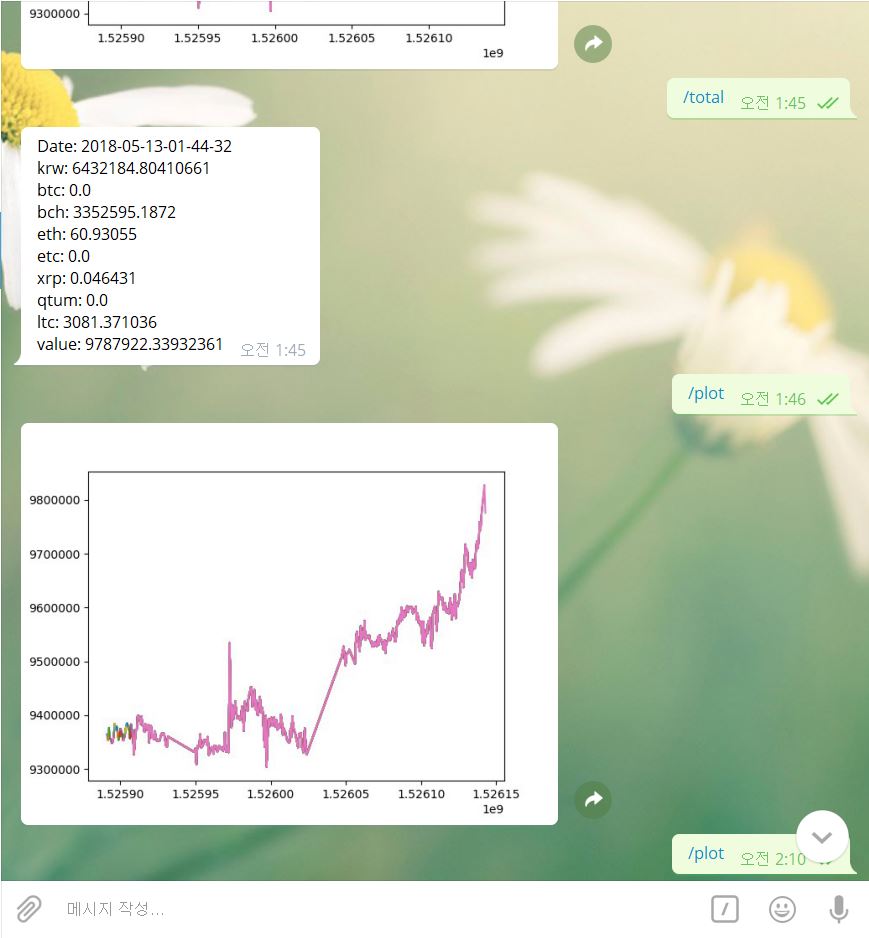 9300000
1.52590 1.52595 1.52600 1.52605 1.52610
1e9
/total 오전 1:45
Date: 2018-05-13-01-44-32
krw: 6432184.80410661
btc: 0.0
bch: 3352595.1872
eth: 60.93055
etc: 0.0
xrp: 0.046431
qtum: 0.0
ltc: 3081.371036
value: 9787922.33932361 오전 1:45
/plot 오전 1:46
9800000
9700000
9600000
9500000
9400000
9300000
1.52590 1.52595 1.52600 1.52605 1.52610 1.52615
1e9
/plot 오전 2:10
메시지 작성...
/